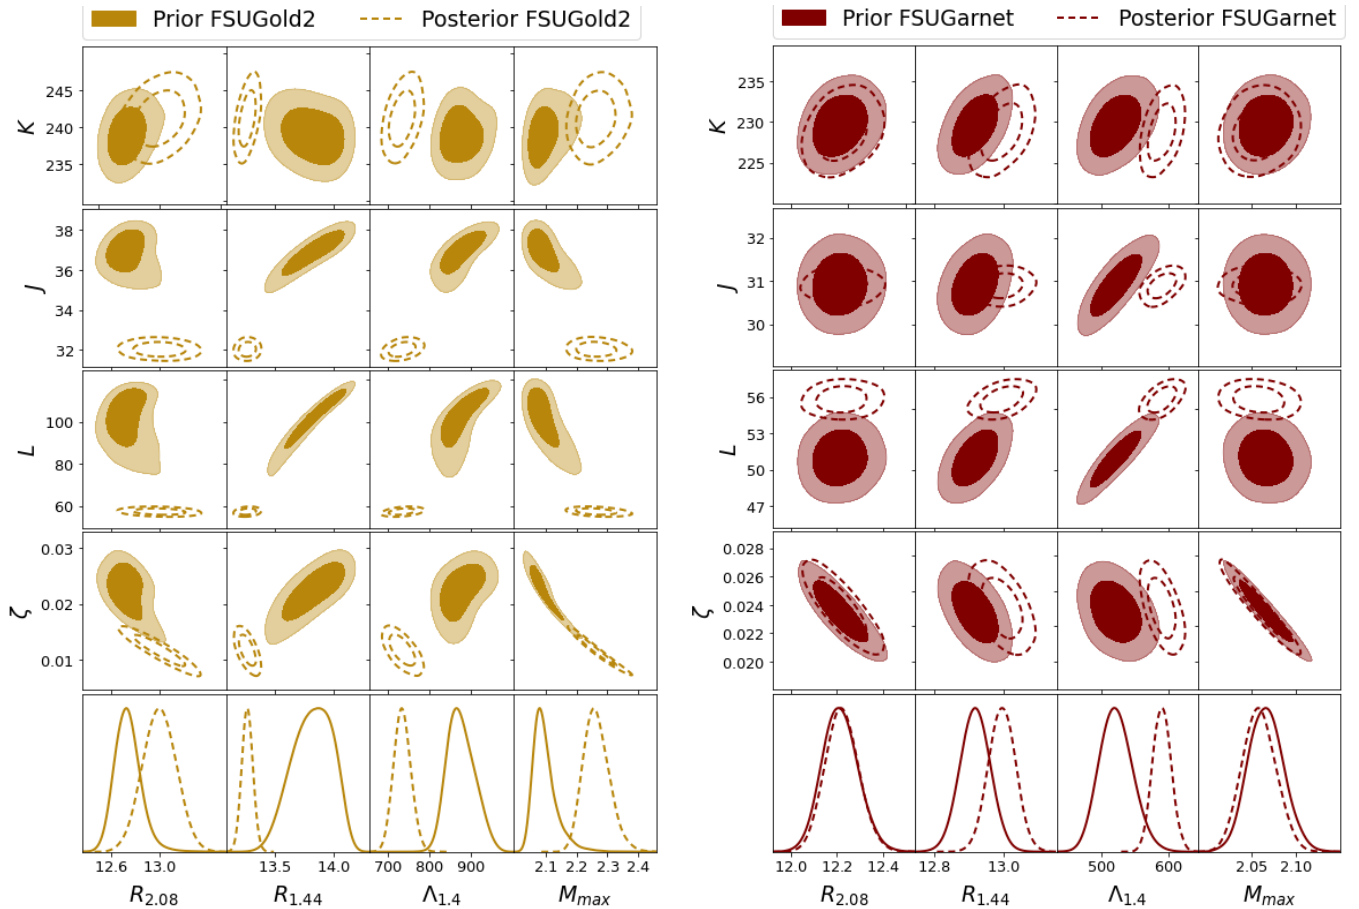 Prior FSUGold2 Posterior FSUGold2
K
245
240
235
J
38
36
34
32
L
100
80
60
ζ
0.03
0.02
0.01
12.6 13.0 13.5 14.0 700 800 900 2.1 2.2 2.3 2.4
R2.08 R1.44 Λ1.4 Mmax
Prior FSUGarnet Posterior FSUGarnet
K
235
230
225
J
32
31
30
L
56
53
50
47
ζ
0.028
0.026
0.024
0.022
0.020
12.0 12.2 12.4 12.8 13.0 500 600 2.05 2.10
R2.08 R1.44 Λ1.4 Mmax